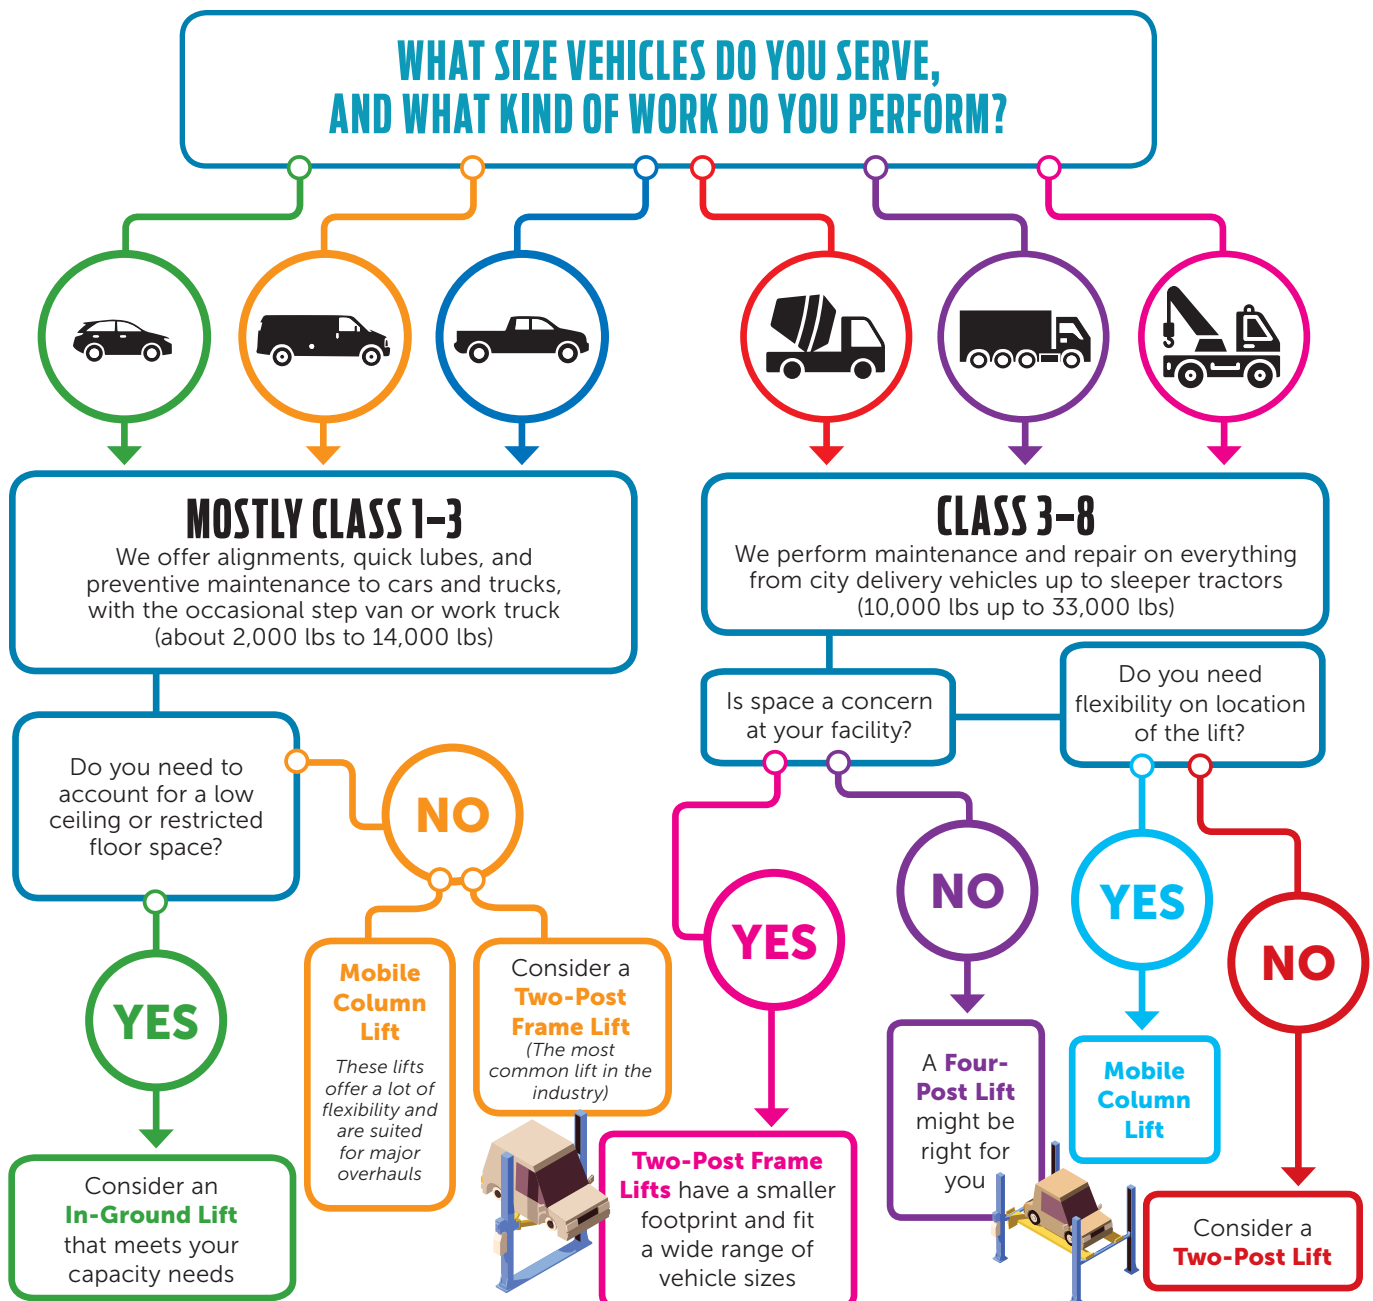 WHAT SIZE VEHICLES DO YOU SERVE,
AND WHAT KIND OF WORK DO YOU PERFORM?
MOSTLY CLASS 1–3
We offer alignments, quick lubes, and
preventive maintenance to cars and trucks,
with the occasional step van or work truck
(about 2,000 lbs to 14,000 lbs)
CLASS 3–8
We perform maintenance and repair on everything
from city delivery vehicles up to sleeper tractors
(10,000 lbs up to 33,000 lbs)
Do you need to
account for a low
ceiling or restricted
floor space?
NO
YES
Mobile
Column
Lift
These lifts
offer a lot of
flexibility and
are suited
for major
overhauls
Consider a
Two-Post
Frame Lift
(The most
common lift in the
industry)
Consider an
In-Ground Lift
that meets your
capacity needs
Is space a concern
at your facility?
Do you need
flexibility on location
of the lift?
YES
NO
YES
NO
Two-Post Frame
Lifts have a smaller
footprint and fit
a wide range of
vehicle sizes
A Four-
Post Lift
might be
right for
you
Mobile
Column
Lift
Consider a
Two-Post Lift